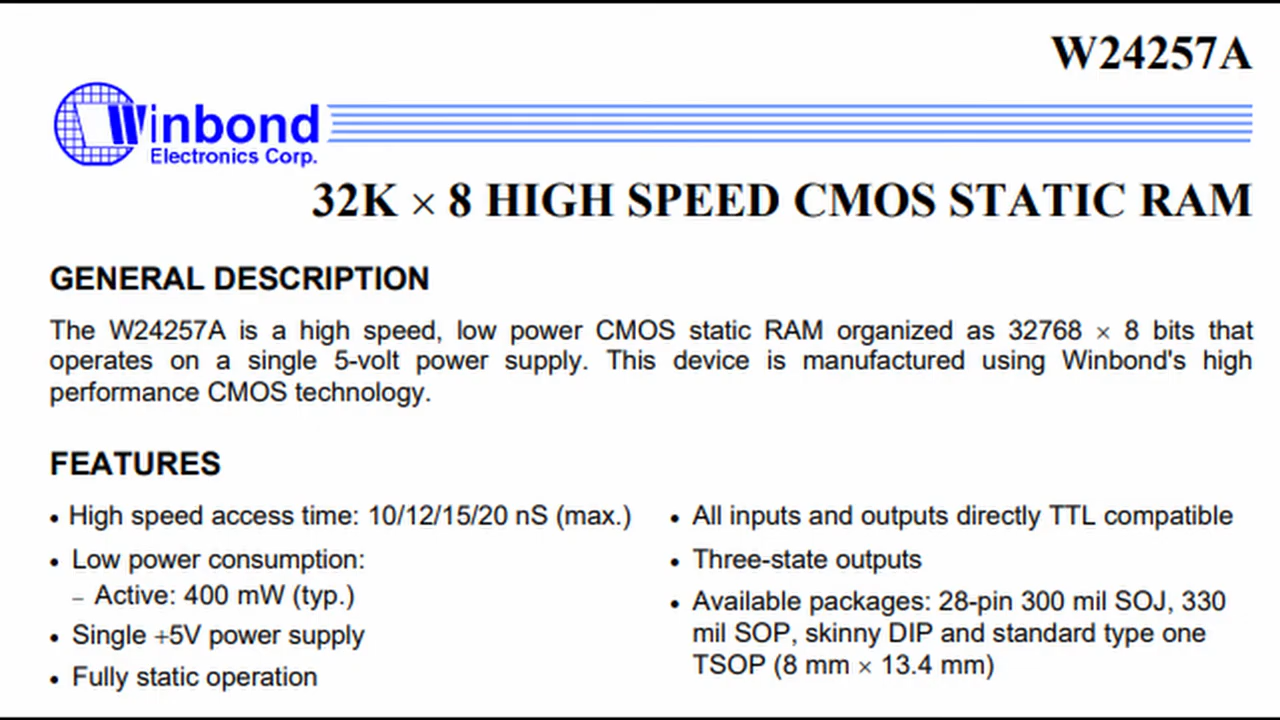 W24257A
Winbond
Electronics Corp.
32K × 8 HIGH SPEED CMOS STATIC RAM
GENERAL DESCRIPTION
The W24257A is a high speed, low power CMOS static RAM organized as 32768 × 8 bits that
operates on a single 5-volt power supply. This device is manufactured using Winbond's high
performance CMOS technology.
FEATURES
• High speed access time: 10/12/15/20 nS (max.)
• Low power consumption:
– Active: 400 mW (typ.)
• Single +5V power supply
• Fully static operation
• All inputs and outputs directly TTL compatible
• Three-state outputs
• Available packages: 28-pin 300 mil SOJ, 330
mil SOP, skinny DIP and standard type one
TSOP (8 mm × 13.4 mm)